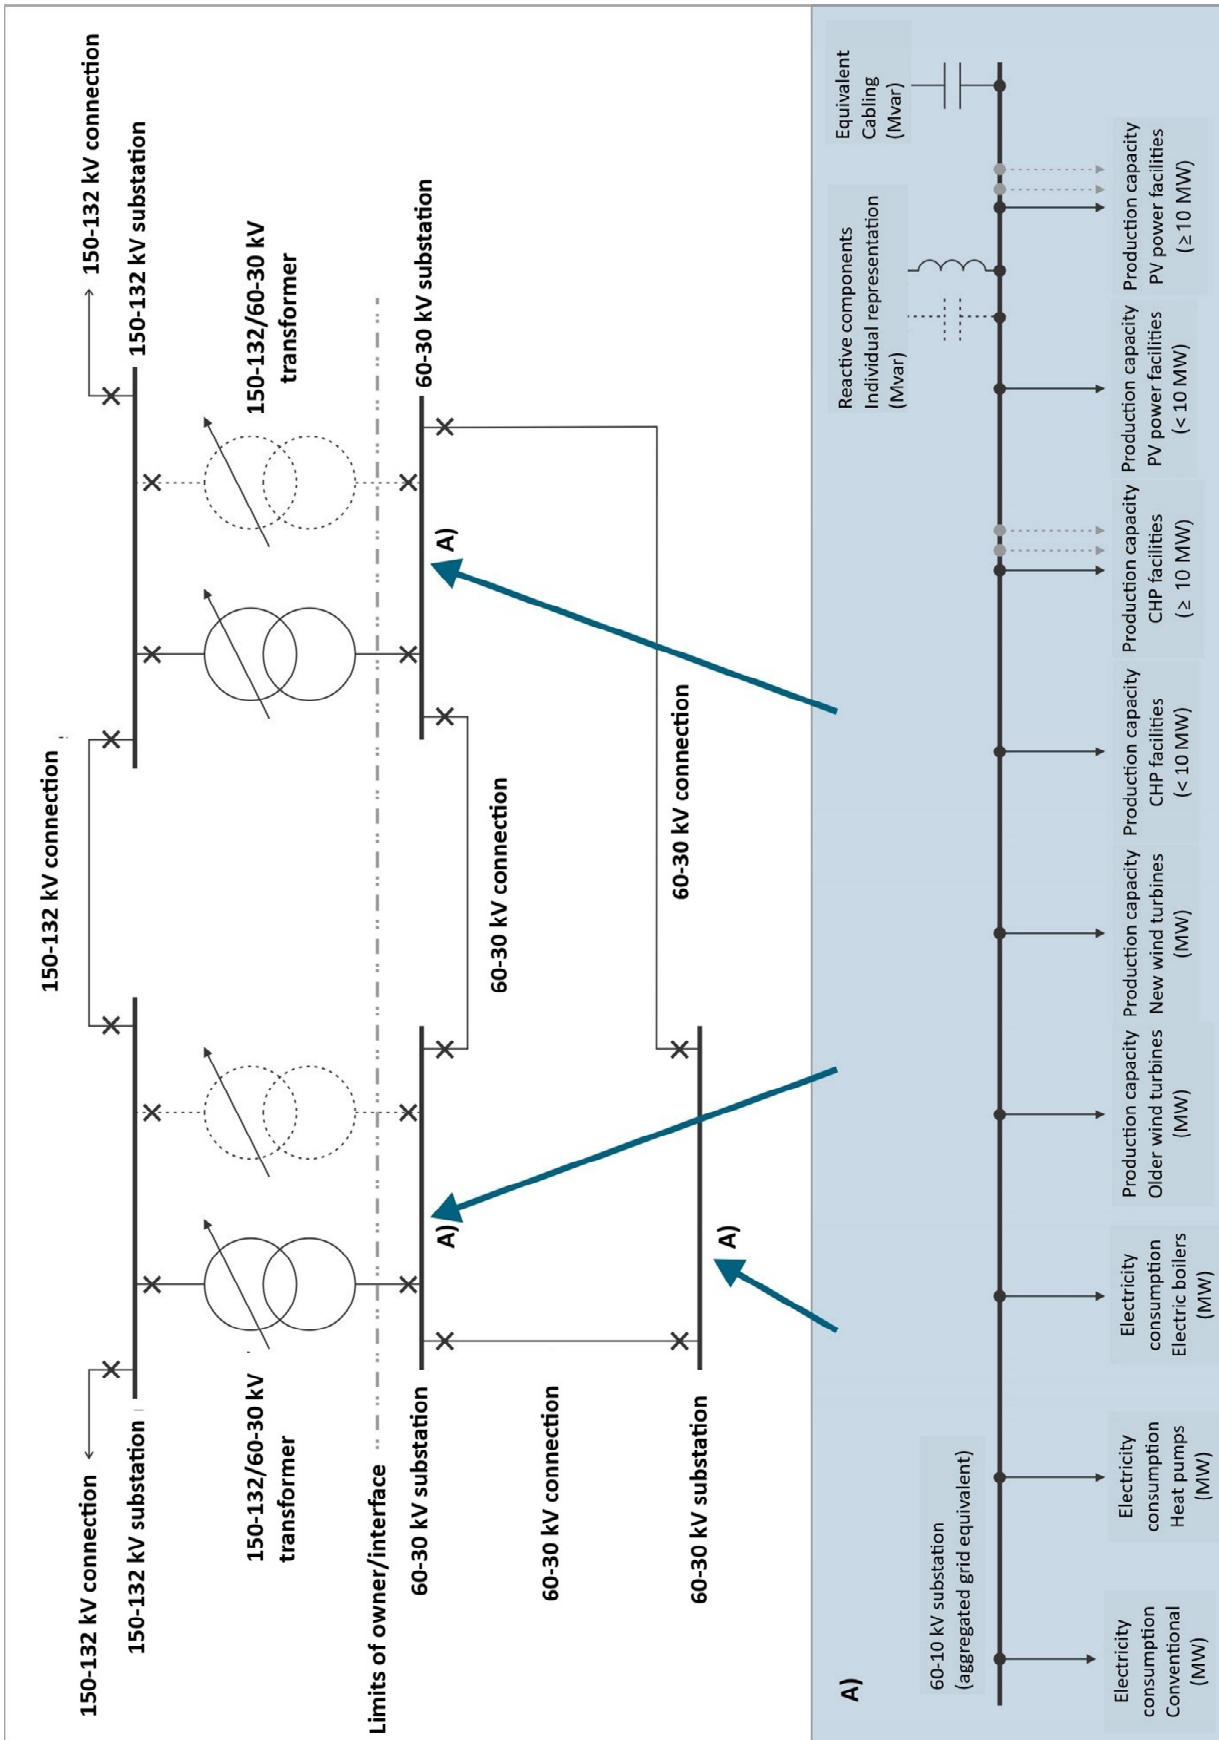 150-132 kV connection
150-132 kV connection
150-132 kV connection
150-132 kV substation
150-132 kV substation
150-132/60-30 kV
transformer
150-132/60-30 kV
transformer
Limits of owner/interface
60-30 kV substation
60-30 kV substation
A)
A)
60-30 kV connection
60-30 kV connection
60-30 kV connection
60-30 kV substation
A)
A)
60-10 kV substation
(aggregated grid equivalent)
Reactive components
Individual representation
(Mvar)
Equivalent
Cabling
(Mvar)
Electricity
consumption
Conventional
(MW)
Electricity
consumption
Heat pumps
(MW)
Electricity
consumption
Electric boilers
(MW)
Production capacity
Older wind turbines
(MW)
Production capacity
New wind turbines
(MW)
Production capacity
CHP facilities
(< 10 MW)
Production capacity
CHP facilities
(≥ 10 MW)
Production capacity
PV power facilities
(< 10 MW)
Production capacity
PV power facilities
(≥ 10 MW)